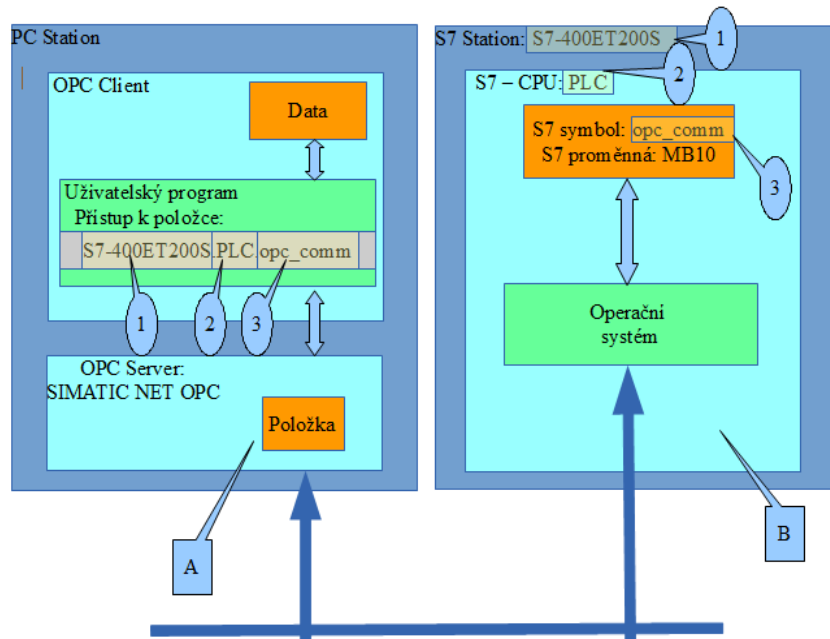 PC Station
OPC Client
Data
Uživatelský program
Přístup k položce:
S7-400ET200S.PLC.opc_comm
1
2
3
OPC Server:
SIMATIC NET OPC
Položka
A
S7 Station: S7-400ET200S
1
S7 – CPU: PLC
2
S7 symbol: opc_comm
S7 proměnná: MB10
3
Operační
systém
B